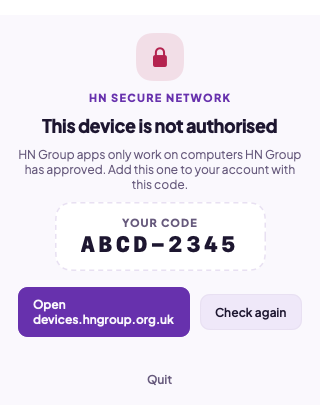 HN SECURE NETWORK
This device is not authorised
HN Group apps only work on computers HN Group
has approved. Add this one to your account with
this code.
YOUR CODE
ABCD–2345
Open
devices.hngroup.org.uk
Check again
Quit